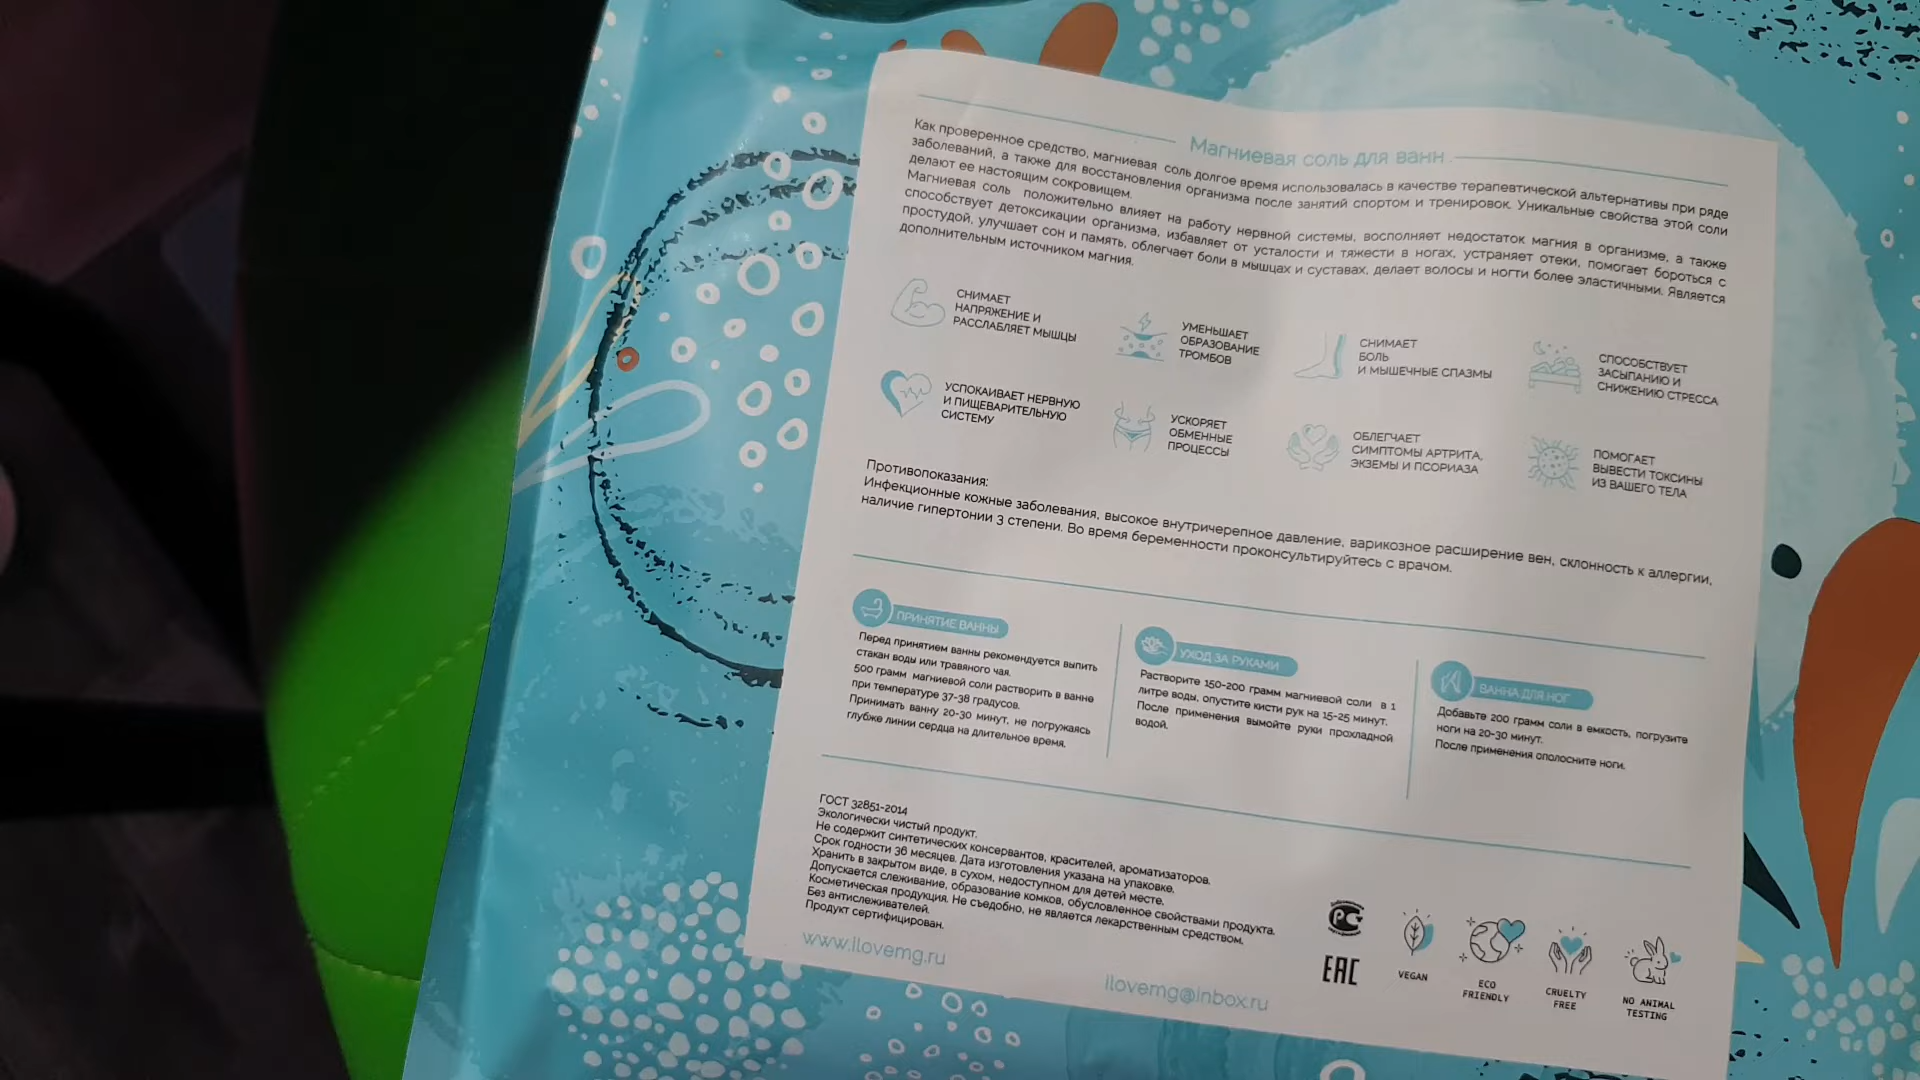 Магниевая соль для ванн
Как проверенное средство, магниевая соль долгое время использовалась в качестве терапевтической альтернативы при ряде
заболеваний, а также для восстановления организма после занятий спортом и тренировок. Уникальные свойства этой соли
делают ее настоящим сокровищем.
Магниевая соль положительно влияет на работу нервной системы, восполняет недостаток магния в организме, а также
способствует детоксикации организма, избавляет от усталости и тяжести в ногах, устраняет отеки, помогает бороться с
простудой, улучшает сон и память, облегчает боли в мышцах и суставах, делает волосы и ногти более эластичными. Является
дополнительным источником магния.
СНИМАЕТ
НАПРЯЖЕНИЕ И
РАССЛАБЛЯЕТ МЫШЦЫ
УМЕНЬШАЕТ
ОБРАЗОВАНИЕ
ТРОМБОВ
СНИМАЕТ
БОЛЬ
И МЫШЕЧНЫЕ СПАЗМЫ
СПОСОБСТВУЕТ
ЗАСЫПАНИЮ И
СНИЖЕНИЮ СТРЕССА
УСПОКАИВАЕТ НЕРВНУЮ
И ПИЩЕВАРИТЕЛЬНУЮ
СИСТЕМУ
УСКОРЯЕТ
ОБМЕННЫЕ
ПРОЦЕССЫ
ОБЛЕГЧАЕТ
СИМПТОМЫ АРТРИТА,
ЭКЗЕМЫ И ПСОРИАЗА
ПОМОГАЕТ
ВЫВЕСТИ ТОКСИНЫ
ИЗ ВАШЕГО ТЕЛА
Противопоказания:
Инфекционные кожные заболевания, высокое внутричерепное давление, варикозное расширение вен, склонность к аллергии,
наличие гипертонии 3 степени. Во время беременности проконсультируйтесь с врачом.
ПРИНЯТИЕ ВАННЫ
Перед принятием ванны рекомендуется выпить
стакан воды или травяного чая.
500 грамм магниевой соли растворить в ванне
при температуре 37-38 градусов.
Принимать ванну 20-30 минут, не погружаясь
глубже линии сердца на длительное время.
УХОД ЗА РУКАМИ
Растворите 150-200 грамм магниевой соли в 1
литре воды, опустите кисти рук на 15-25 минут.
После применения вымойте руки прохладной
водой.
ВАННА ДЛЯ НОГ
Добавьте 200 грамм соли в емкость, погрузите
ноги на 20-30 минут.
После применения ополосните ноги.
ГОСТ 32851-2014
Экологически чистый продукт.
Не содержит синтетических консервантов, красителей, ароматизаторов.
Срок годности 36 месяцев. Дата изготовления указана на упаковке.
Хранить в закрытом виде, в сухом, недоступном для детей месте.
Допускается слеживание, образование комков, обусловленное свойствами продукта.
Косметическая продукция. Не съедобно, не является лекарственным средством.
Без антислеживателей.
Продукт сертифицирован.
www.ilovemg.ru
ilovemg@inbox.ru
EAC
VEGAN
ECO
FRIENDLY
CRUELTY
FREE
NO ANIMAL
TESTING